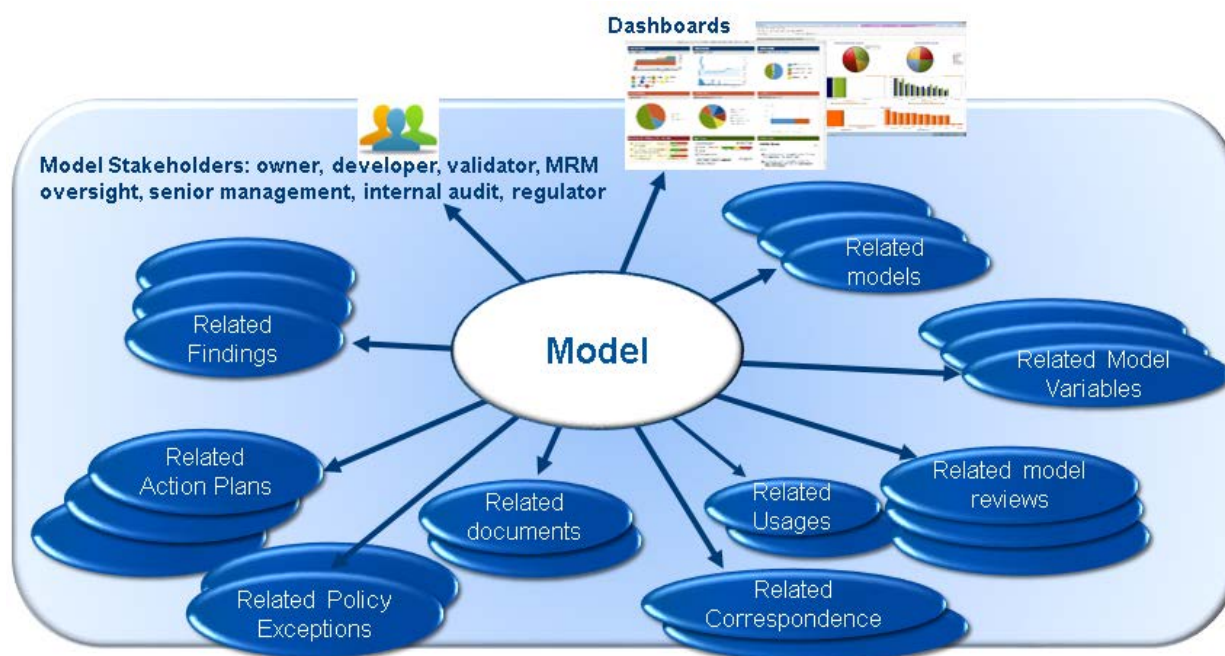 Dashboards
Model Stakeholders: owner, developer, validator, MRM
oversight, senior management, internal audit, regulator
Related
models
Related
Findings
Model
Related Model
Variables
Related
Action Plans
Related
documents
Related
Usages
Related model
reviews
Related Policy
Exceptions
Related
Correspondence